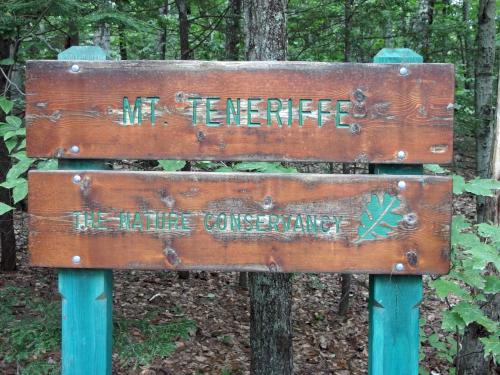 MT. TENERIFFE
THE NATURE CONSERVANCY